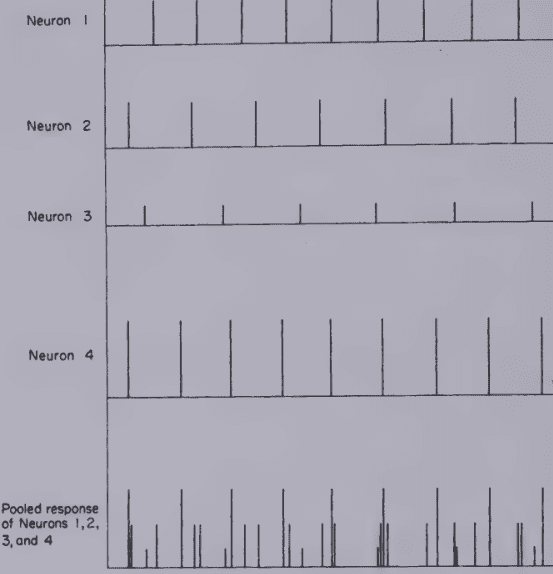 Neuron 1
Neuron 2
Neuron 3
Neuron 4
Pooled response
of Neurons 1,2,
3, and 4